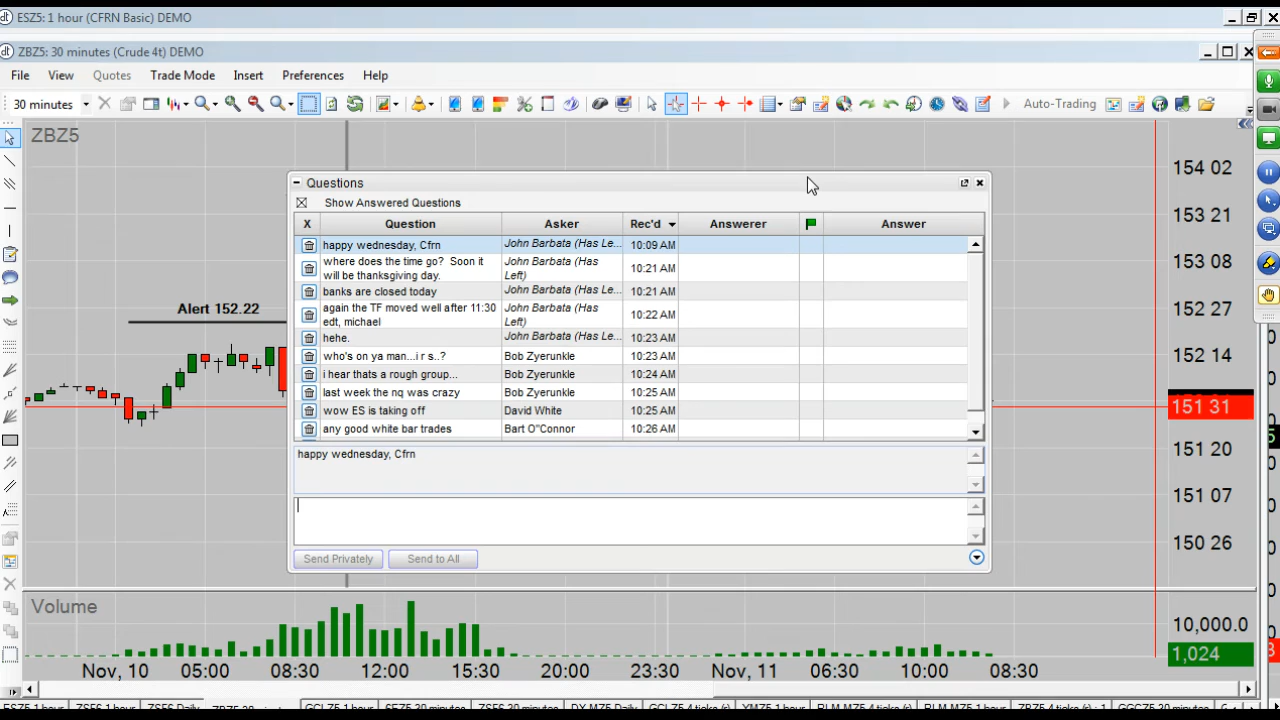 ESZ5: 1 hour (CFRN Basic) DEMO
ZBZ5: 30 minutes (Crude 4t) DEMO
File View Quotes Trade Mode Insert Preferences Help
30 minutes Auto-Trading
ZBZ5
Alert 152.22
Questions
Show Answered Questions
X Question Asker Rec'd Answerer Answer
happy wednesday, Cfrn John Barbata (Has Le... 10:09 AM
where does the time go? Soon it John Barbata (Has
will be thanksgiving day. Left) 10:21 AM
banks are closed today John Barbata (Has Le... 10:21 AM
again the TF moved well after 11:30 John Barbata (Has
edt, michael Left) 10:22 AM
hehe. John Barbata (Has Le... 10:23 AM
who's on ya man...i r s..? Bob Zyerunkle 10:23 AM
i hear thats a rough group... Bob Zyerunkle 10:24 AM
last week the nq was crazy Bob Zyerunkle 10:25 AM
wow ES is taking off David White 10:25 AM
any good white bar trades Bart O"Connor 10:26 AM
happy wednesday, Cfrn
Send Privately Send to All
154 02
153 21
153 08
152 27
152 14
151 31
151 20
151 07
150 26
Volume
10,000.0
1,024
Nov, 10 05:00 08:30 12:00 15:30 20:00 23:30 Nov, 11 06:30 10:00 08:30